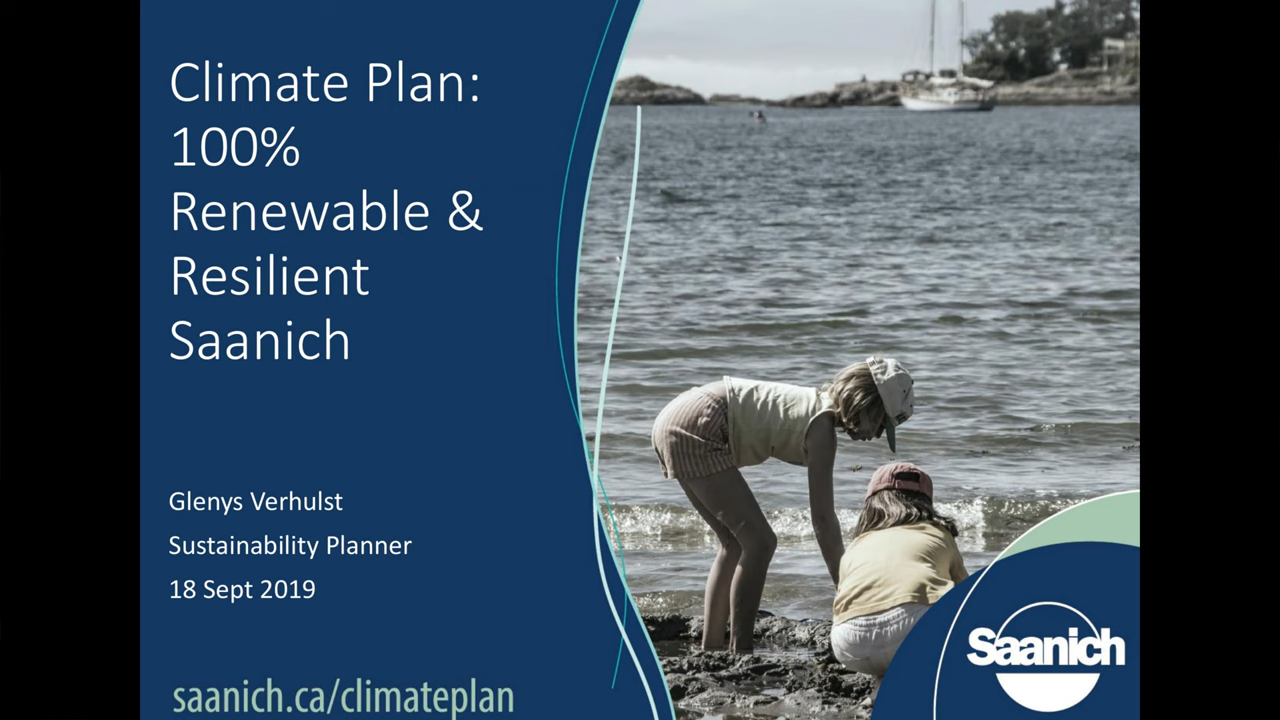 Climate Plan:
100%
Renewable &
Resilient
Saanich
Glenys Verhulst
Sustainability Planner
18 Sept 2019
saanich.ca/climateplan
Saanich